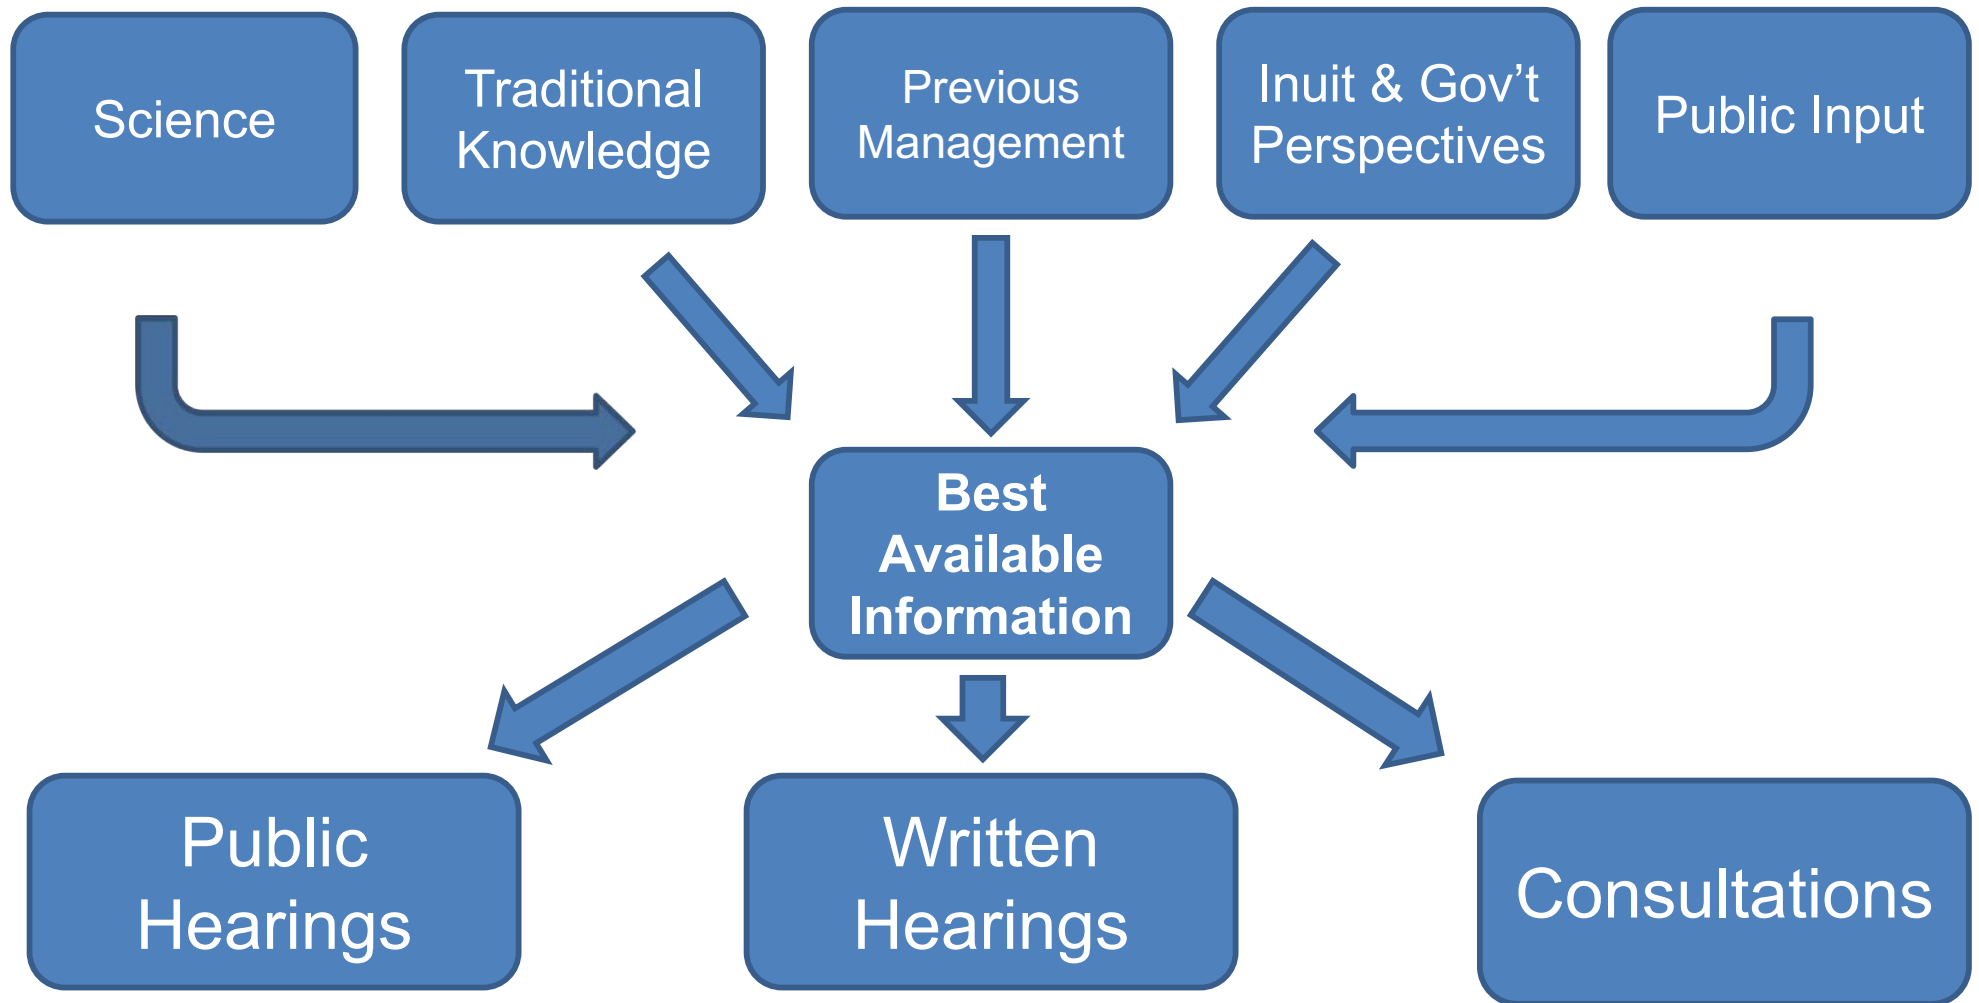 Science
Traditional
Knowledge
Previous
Management
Inuit & Gov’t
Perspectives
Public Input
Best
Available
Information
Public
Hearings
Written
Hearings
Consultations